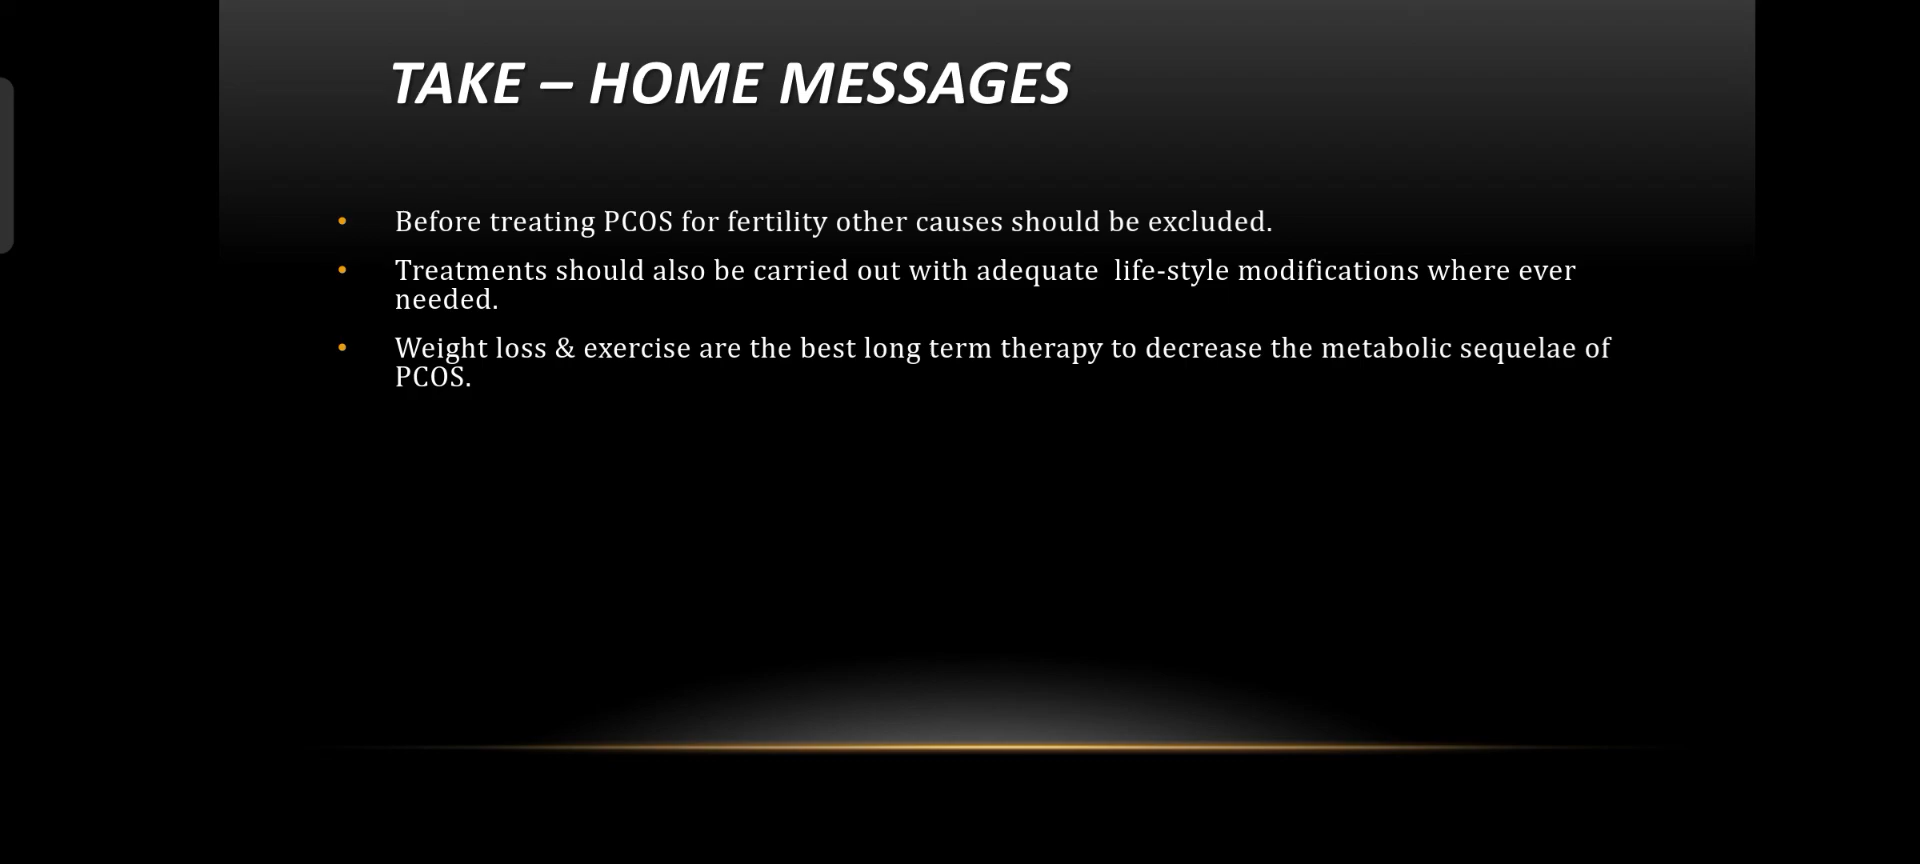 TAKE – HOME MESSAGES
• Before treating PCOS for fertility other causes should be excluded.
• Treatments should also be carried out with adequate  life-style modifications where ever
needed.
• Weight loss & exercise are the best long term therapy to decrease the metabolic sequelae of
PCOS.